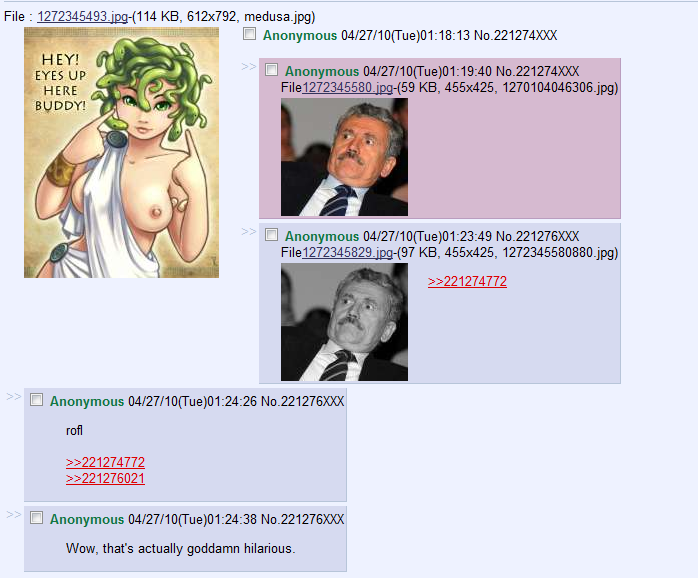 File : 1272345493.jpg-(114 KB, 612x792, medusa.jpg)
HEY!
EYES UP
HERE
BUDDY!
Anonymous 04/27/10(Tue)01:18:13 No.221274XXX
>> Anonymous 04/27/10(Tue)01:19:40 No.221274XXX
File1272345580.jpg-(59 KB, 455x425, 1270104046306.jpg)
>> Anonymous 04/27/10(Tue)01:23:49 No.221276XXX
File1272345829.jpg-(97 KB, 455x425, 1272345580880.jpg)
>>221274772
>> Anonymous 04/27/10(Tue)01:24:26 No.221276XXX
rofl
>>221274772
>>221276021
>> Anonymous 04/27/10(Tue)01:24:38 No.221276XXX
Wow, that's actually goddamn hilarious.